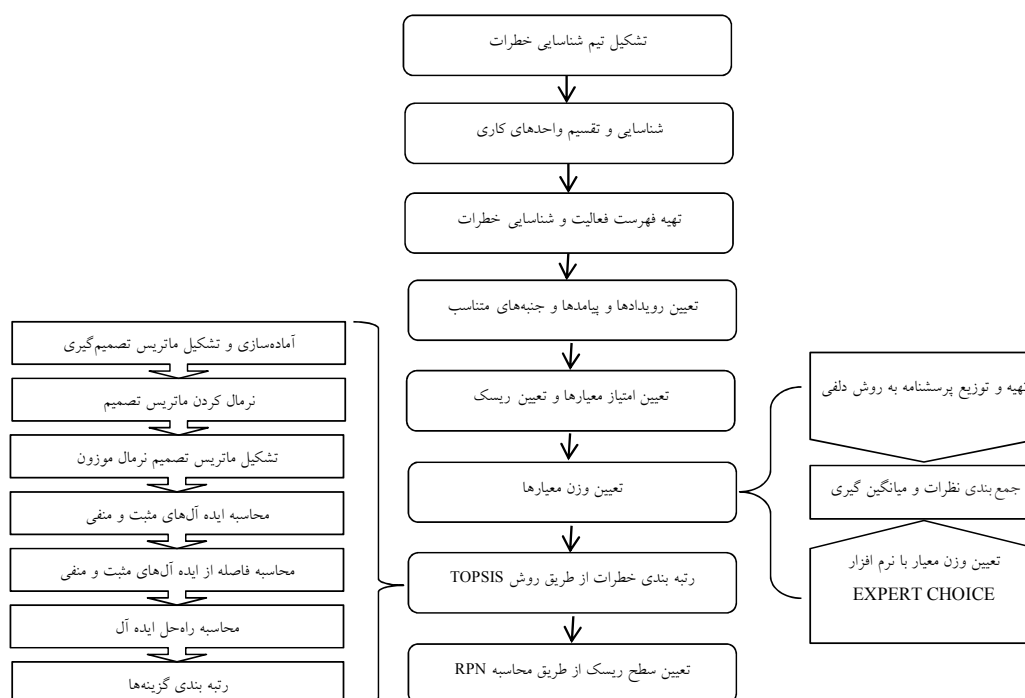 تشکیل تیم شناسایی خطرات
شناسایی و تقسیم واحدهای کاری
تهیه فهرست فعالیت و شناسایی خطرات
تعیین رویدادها و پیامدها و جنبه‌های متناسب
تعیین امتیاز معیارها و تعیین ریسک
تعیین وزن معیارها
رتبه بندی خطرات از طریق روش TOPSIS
تعیین سطح ریسک از طریق محاسبه RPN
تهیه و توزیع پرسشنامه به روش دلفی
جمع بندی نظرات و میانگین گیری
تعیین وزن معیار با نرم افزار
EXPERT CHOICE
آماده‌سازی و تشکیل ماتریس تصمیم‌گیری
نرمال کردن ماتریس تصمیم
تشکیل ماتریس تصمیم نرمال موزون
محاسبه ایده آل‌های مثبت و منفی
محاسبه فاصله از ایده آل‌های مثبت و منفی
محاسبه راه‌حل ایده آل
رتبه بندی گزینه‌ها